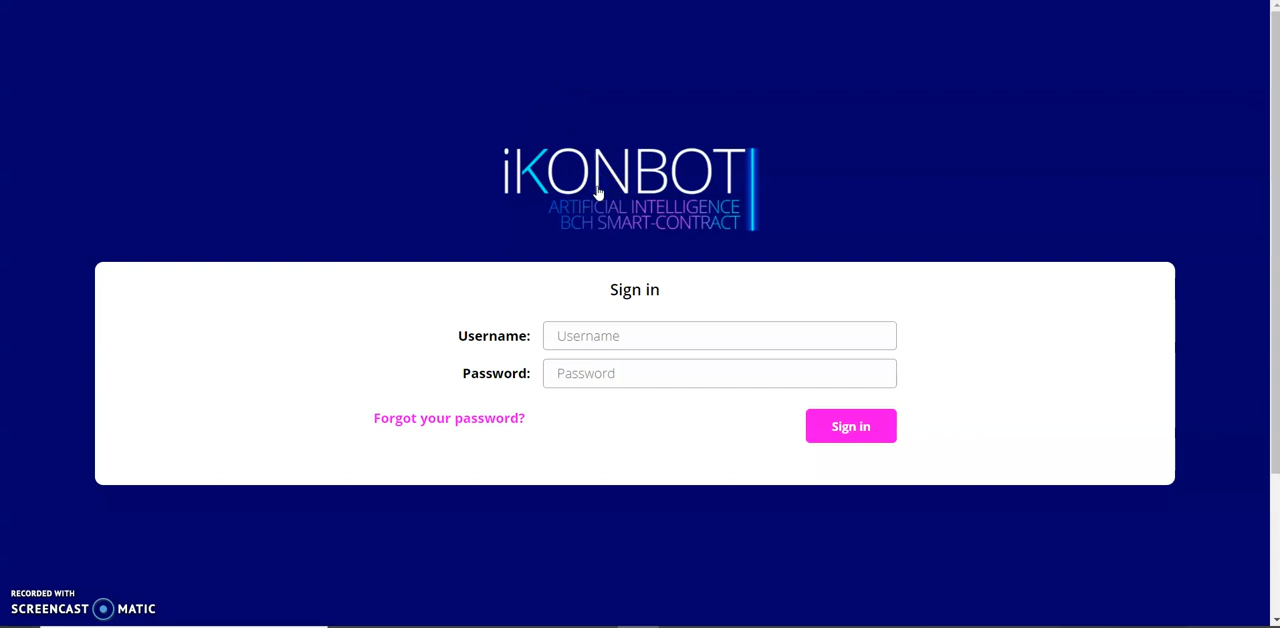 iKONBOT
ARTIFICIAL INTELLIGENCE
BCH SMART-CONTRACT
Sign in
Username: Username
Password: Password
Forgot your password? Sign in
RECORDED WITH
SCREENCAST MATIC